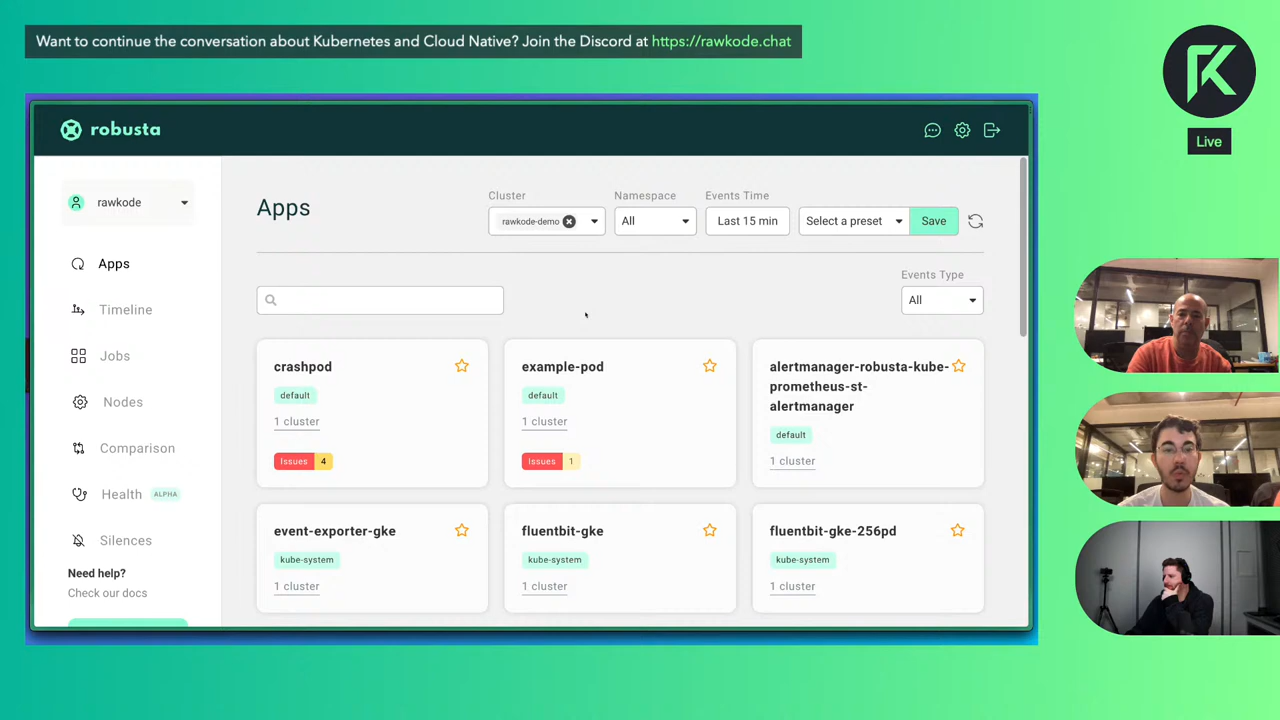 Want to continue the conversation about Kubernetes and Cloud Native? Join the Discord at https://rawkode.chat
Live
robusta
rawkode
Apps
Timeline
Jobs
Nodes
Comparison
Health ALPHA
Silences
Need help?
Check our docs
Apps
Cluster
rawkode-demo
Namespace
All
Events Time
Last 15 min
Select a preset
Save
Events Type
All
crashpod
default
1 cluster
Issues 4
example-pod
default
1 cluster
Issues 1
alertmanager-robusta-kube-
prometheus-st-
alertmanager
default
1 cluster
event-exporter-gke
kube-system
1 cluster
fluentbit-gke
kube-system
1 cluster
fluentbit-gke-256pd
kube-system
1 cluster